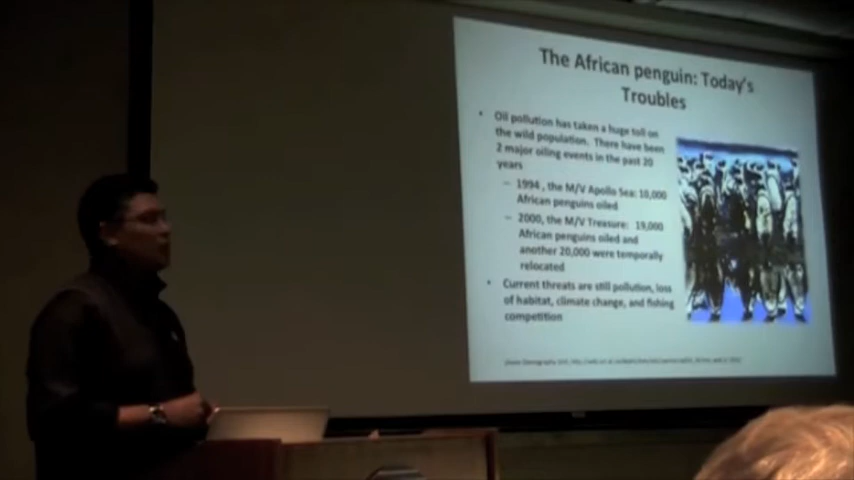 The African penguin: Today's
Troubles
• Oil pollution has taken a huge toll on
the wild population. There have been
2 major oiling events in the past 20
years
– 1994 , the M/V Apollo Sea: 10,000
African penguins oiled
– 2000, the M/V Treasure: 19,000
African penguins oiled and
another 20,000 were temporally
relocated
• Current threats are still pollution, loss
of habitat, climate change, and fishing
competition